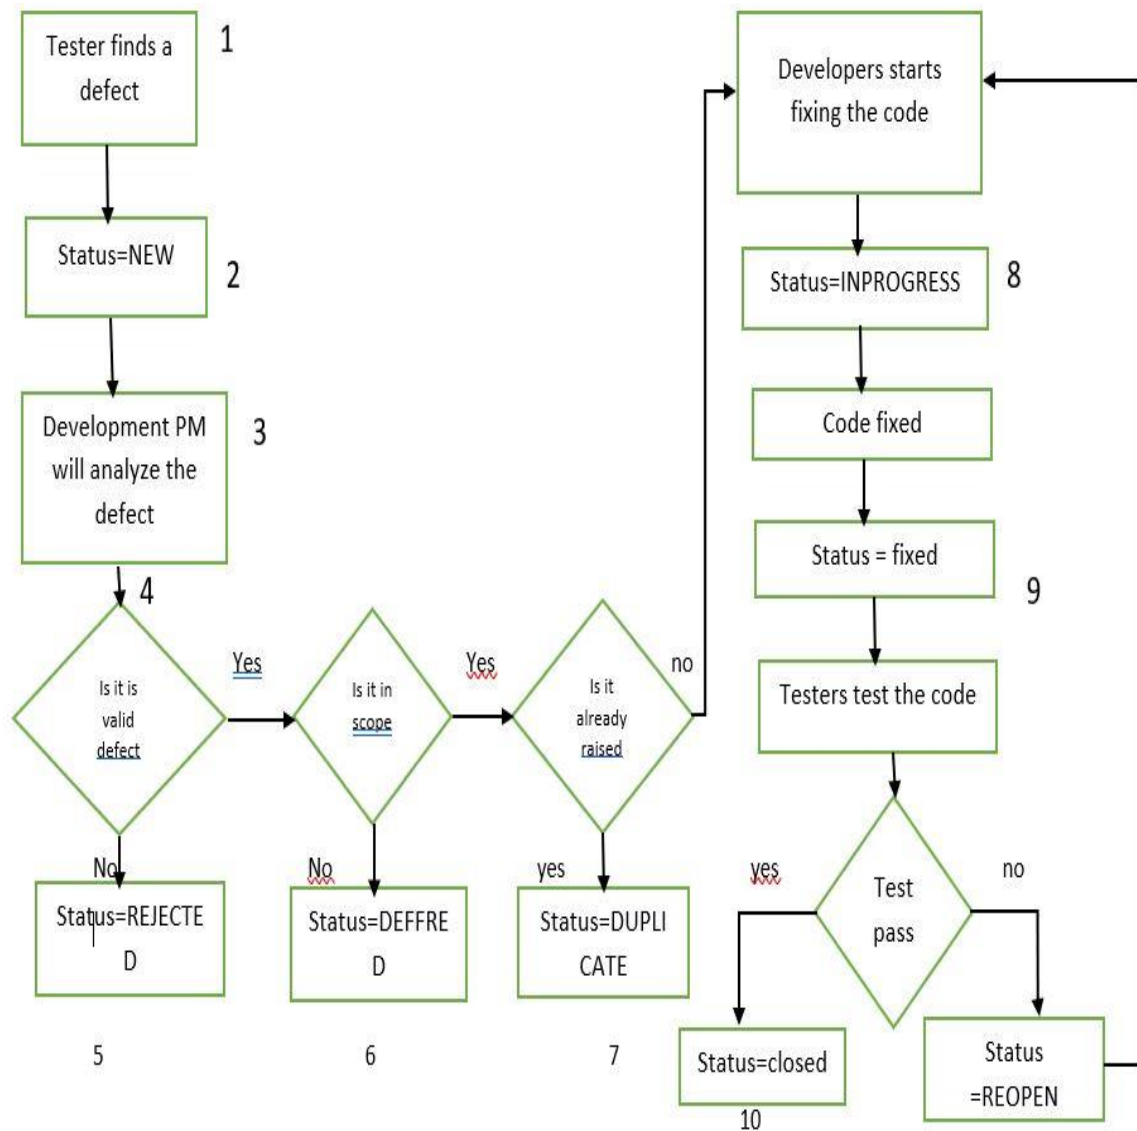 Tester finds a
defect
1
Status=NEW
2
Development PM
will analyze the
defect
3
4
Is it is
valid
defect
Yes
Is it in
scope
Yes
Is it
already
raised
no
No
Status=REJECTE
D
5
No
Status=DEFFRE
D
6
yes
Status=DUPLI
CATE
7
Developers starts
fixing the code
Status=INPROGRESS
8
Code fixed
Status = fixed
9
Testers test the code
Test
pass
yes
no
Status=closed
10
Status
=REOPEN